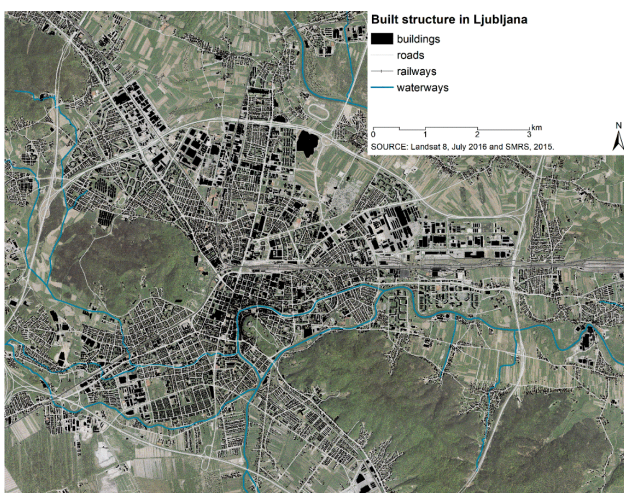 Built structure in Ljubljana
buildings
roads
railways
waterways
0 1 2 3 km
SOURCE: Landsat 8, July 2016 and SMRS, 2015.
N